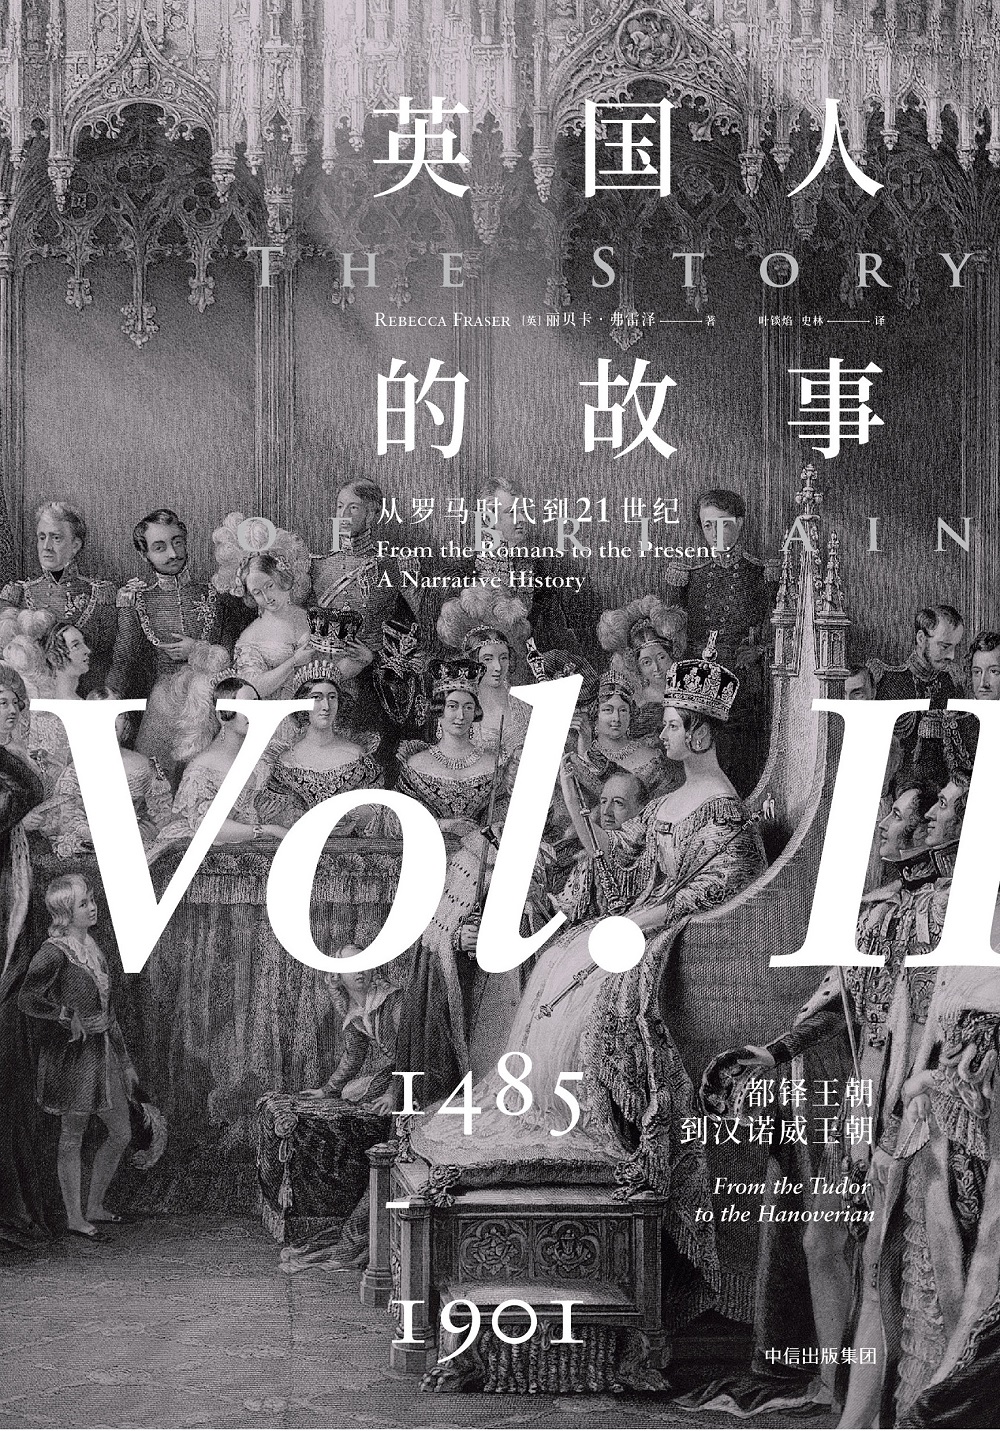 英国人
THE STORY
REBECCA FRASER [英]丽贝卡·弗雷泽——著 叶锁焰 史林——译
的故事
从罗马时代到21世纪
OF BRITAIN
From the Romans to the Present:
A Narrative History
Vol. II
1485
-
1901
都铎王朝
到汉诺威王朝
From the Tudor
to the Hanoverian
中信出版集团